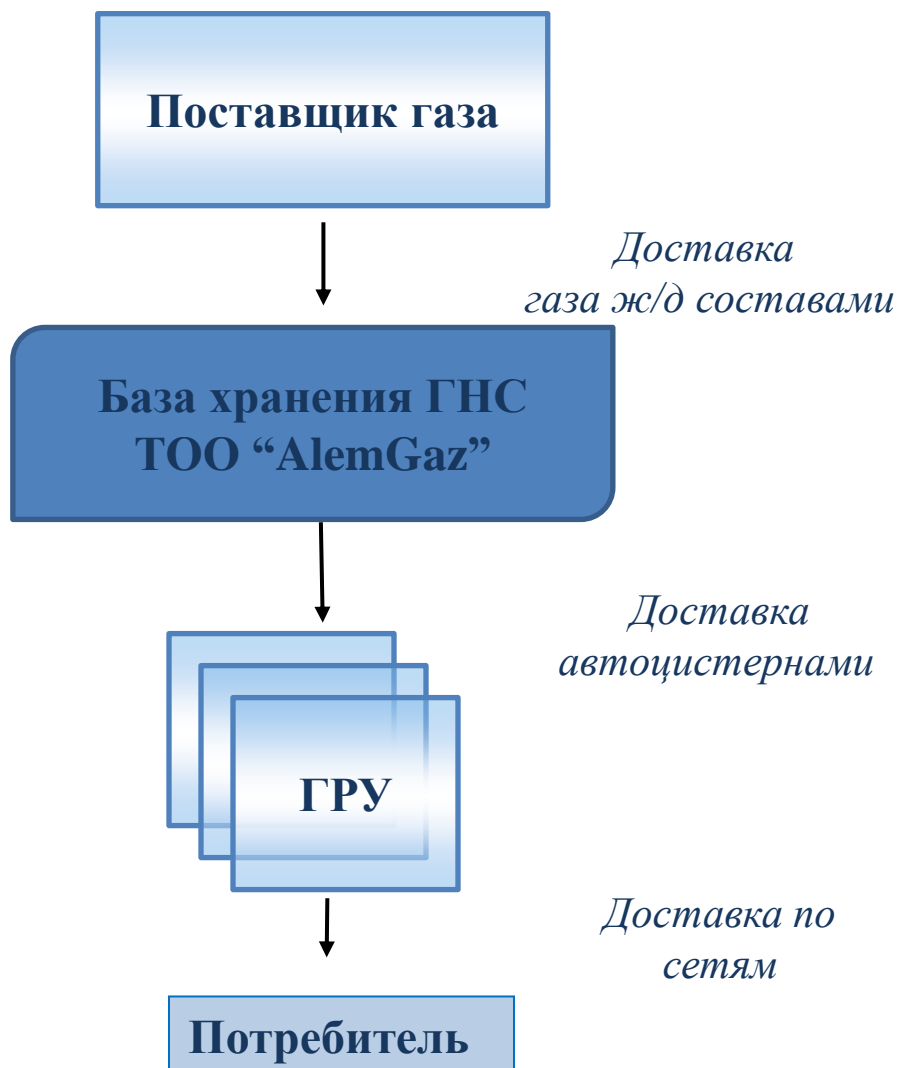 Поставщик газа
Доставка
газа ж/д составами
База хранения ГНС
ТОО “AlemGaz”
Доставка
автоцистернами
ГРУ
Доставка по
сетям
Потребитель